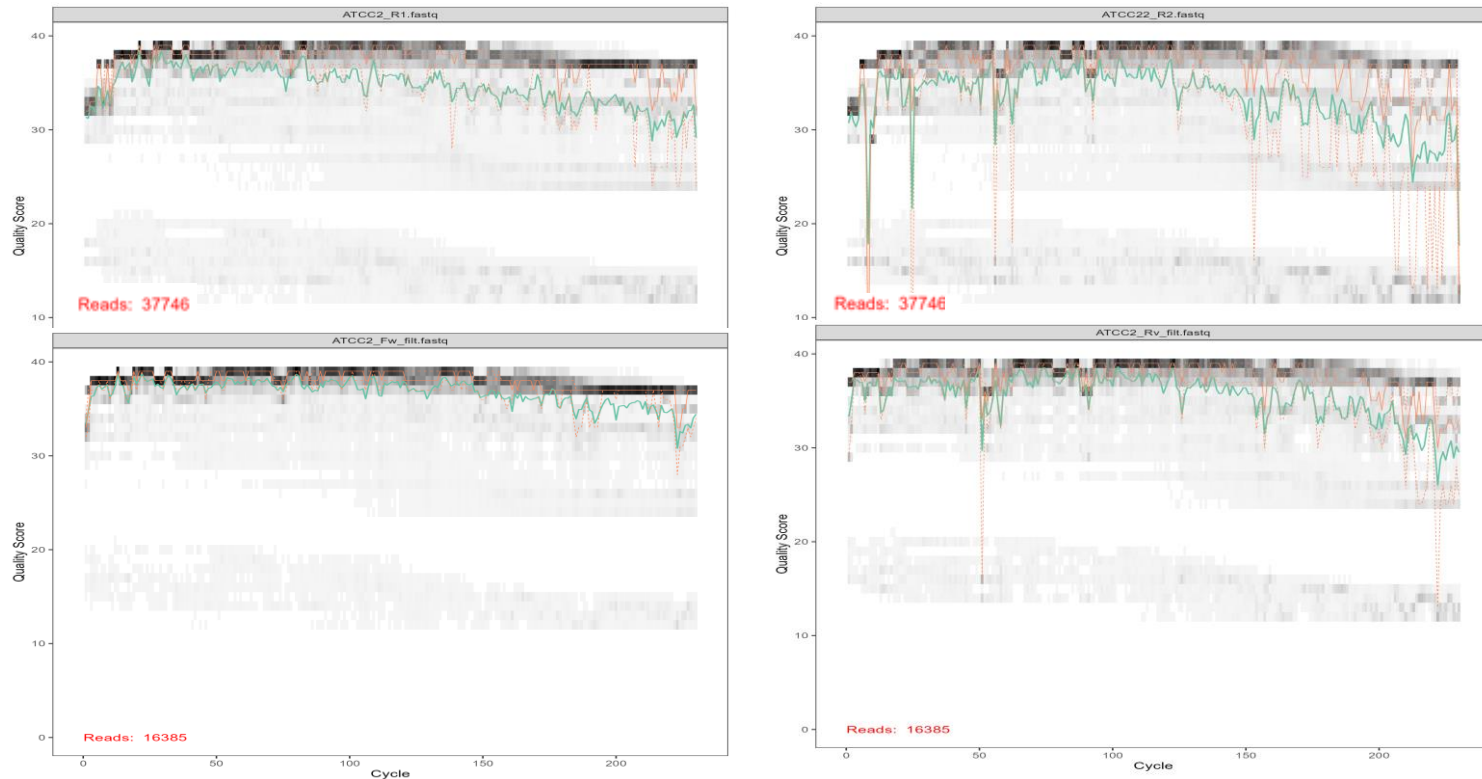 ATCC2_R1.fastq
40
30
20
10
Quality Score
Reads: 37746
ATCC22_R2.fastq
40
30
20
10
Quality Score
Reads: 37746
ATCC2_Fw_filt.fastq
40
30
20
10
0
Quality Score
Reads: 16385
0 50 100 150 200
Cycle
ATCC2_Rv_filt.fastq
40
30
20
10
0
Quality Score
Reads: 16385
0 50 100 150 200
Cycle